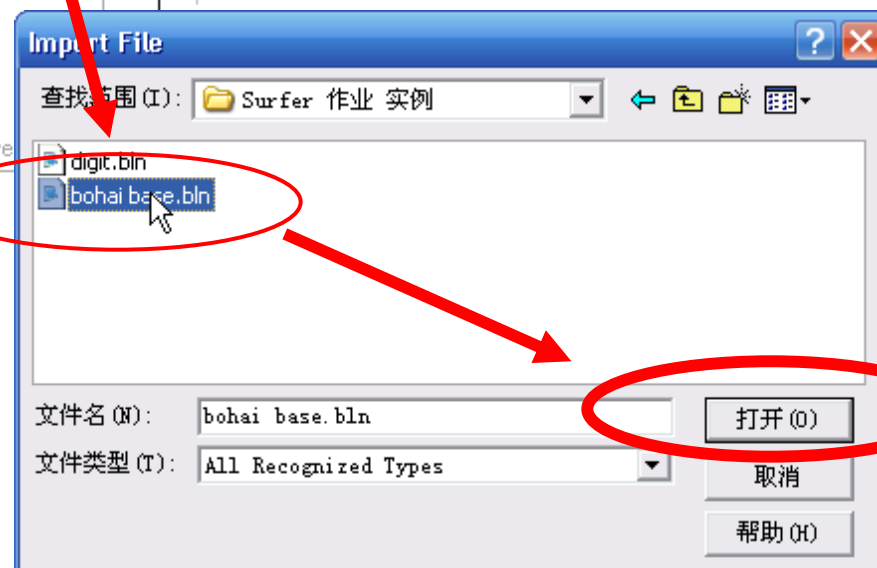 Import File
查找范围(I): Surfer 作业 实例
digit.bln
bohai base.bln
文件名(N): bohai base.bln 打开(O)
文件类型(T): All Recognized Types 取消
帮助(H)